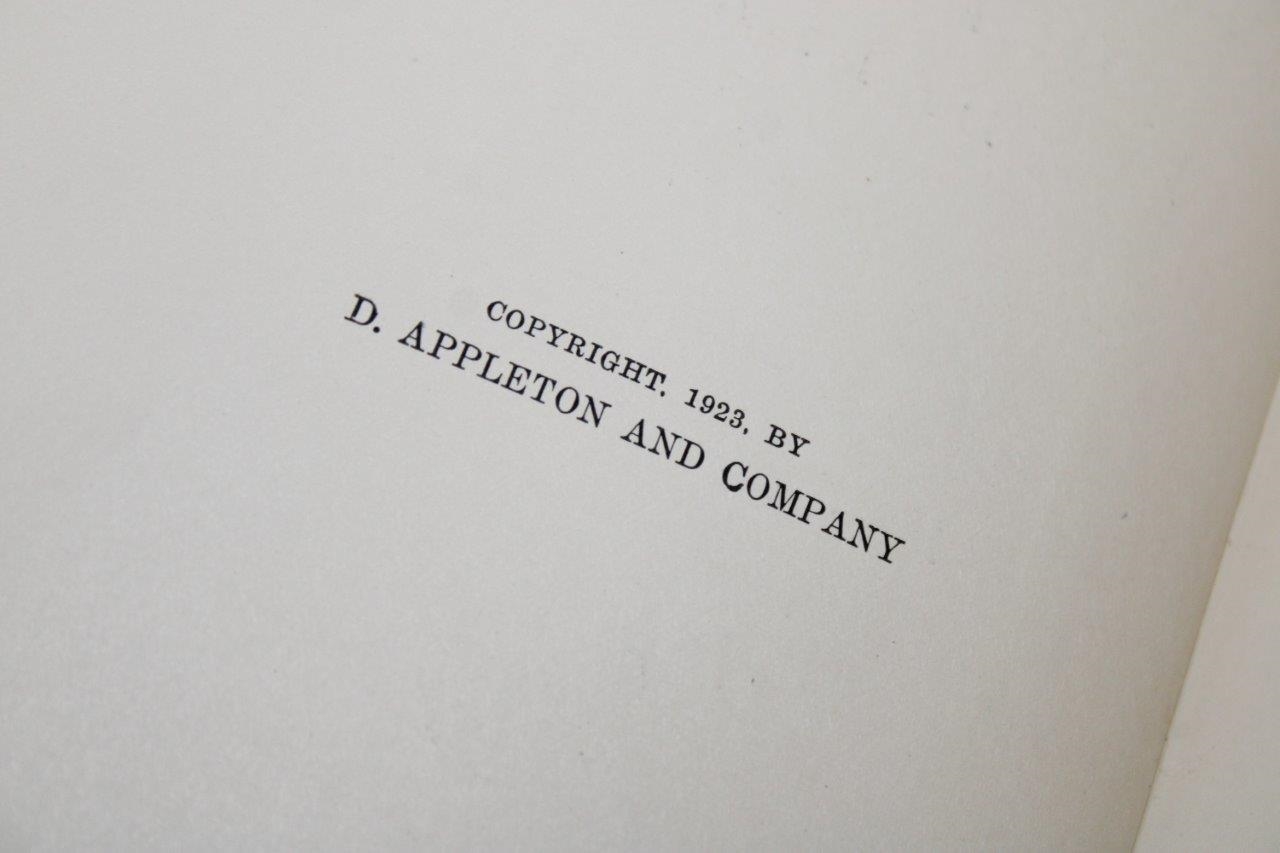 COPYRIGHT, 1923, BY
D. APPLETON AND COMPANY